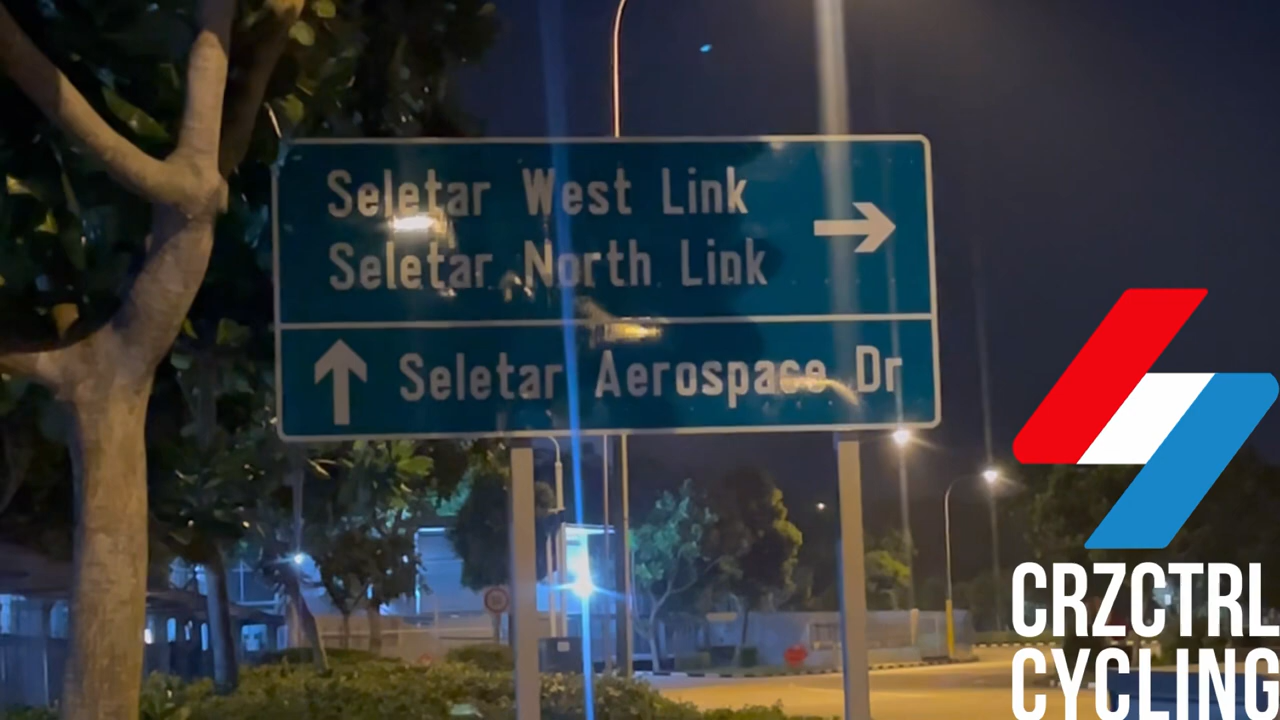 Seletar West Link
Seletar North Link
Seletar Aerospace Dr
CRZCTRL
CYCLING